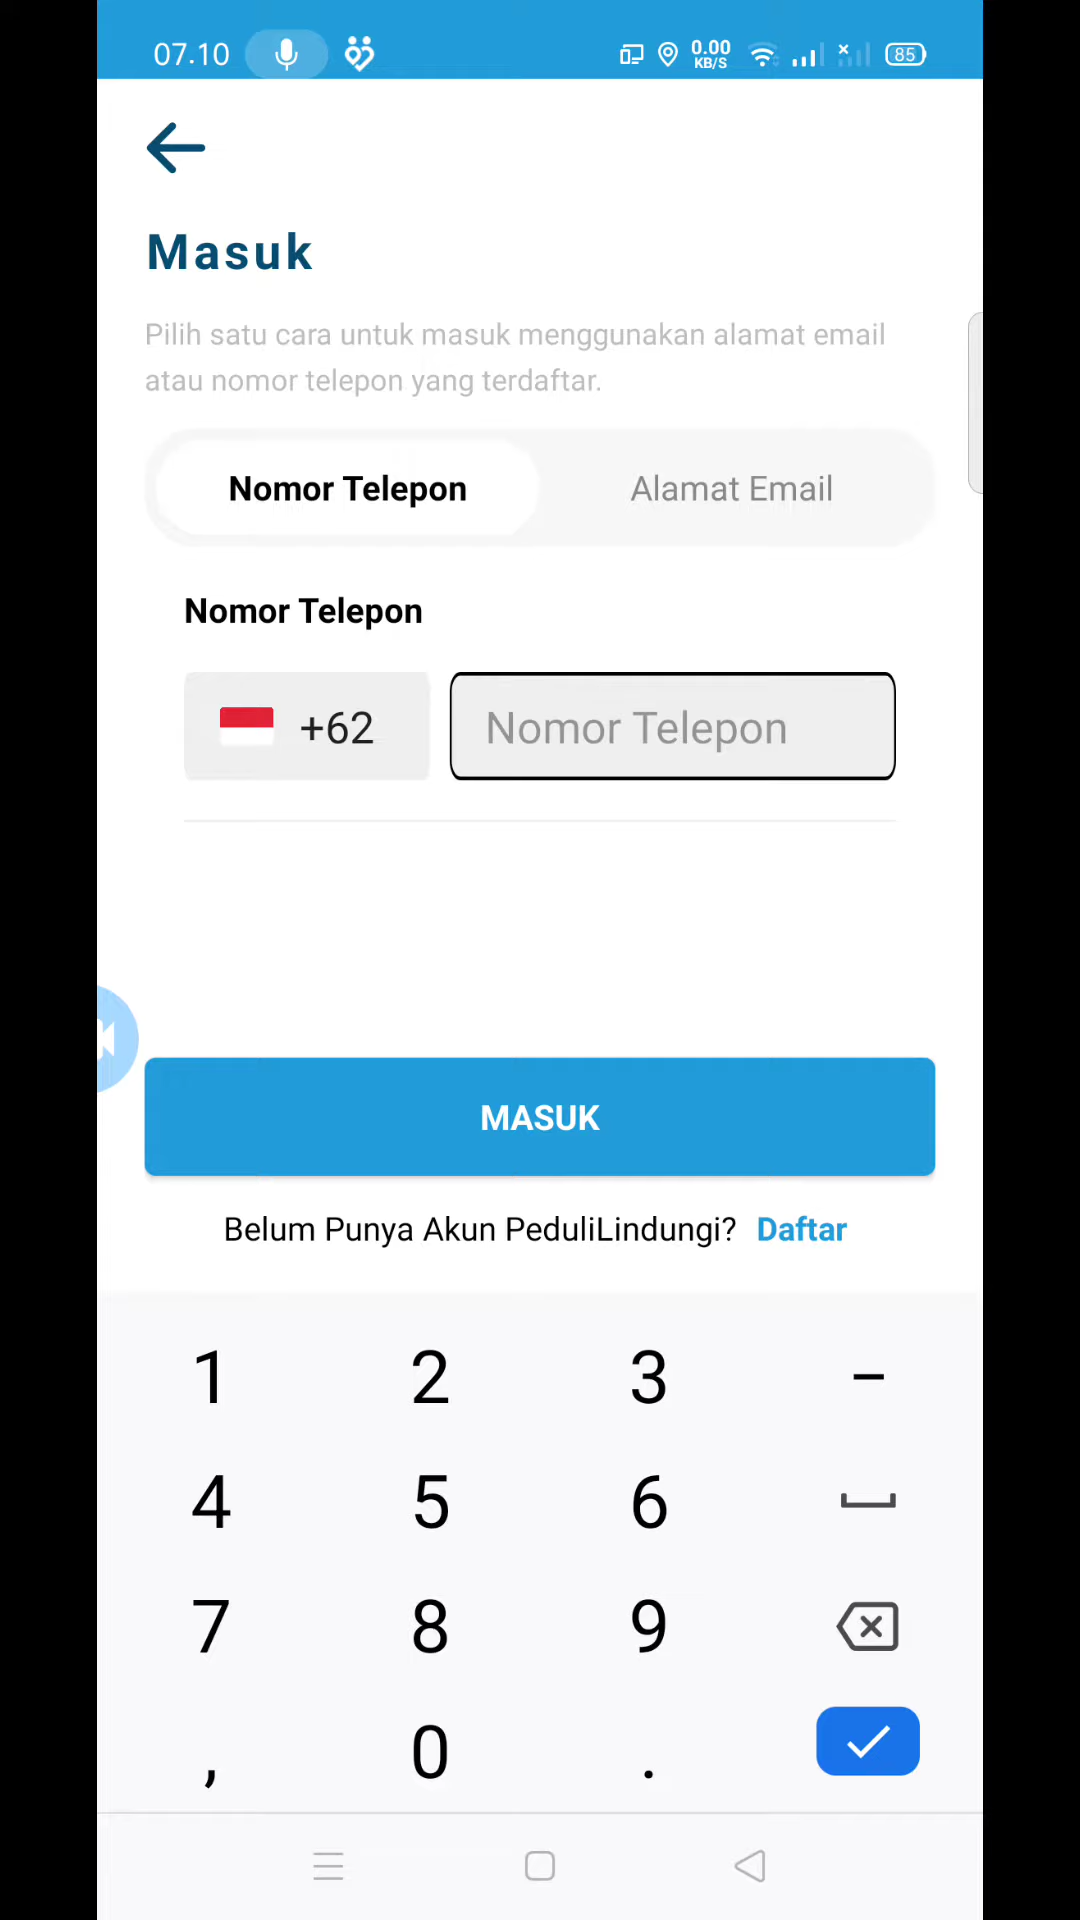 07.10 0.00 KB/S 85
Masuk
Pilih satu cara untuk masuk menggunakan alamat email
atau nomor telepon yang terdaftar.
Nomor Telepon Alamat Email
Nomor Telepon
+62 Nomor Telepon
MASUK
Belum Punya Akun PeduliLindungi? Daftar
1 2 3 -
4 5 6
7 8 9
, 0 .